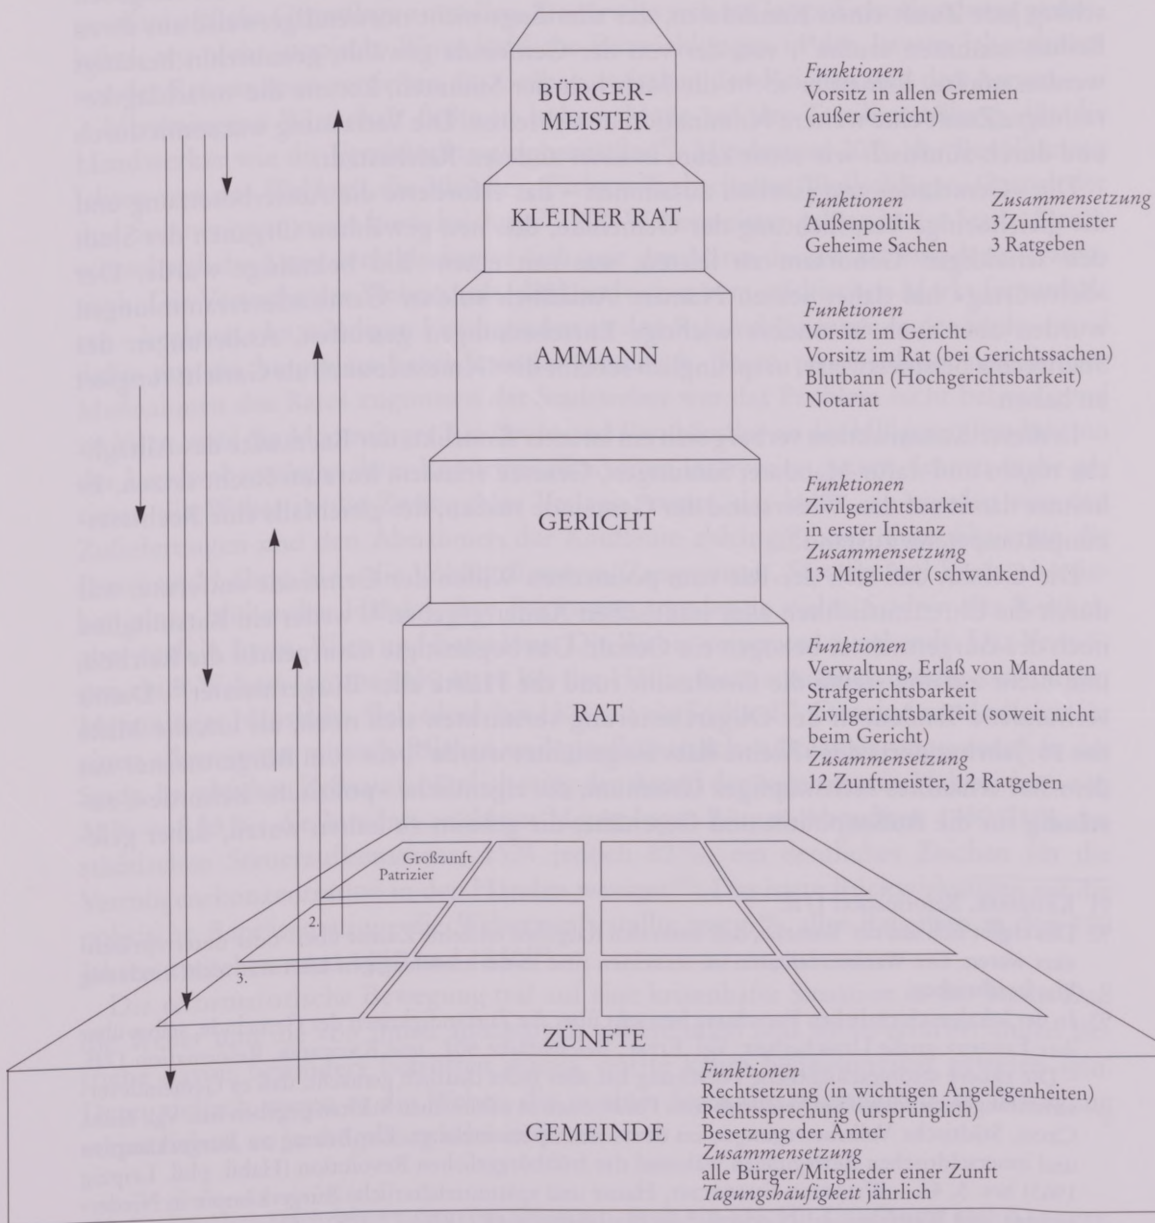 BÜRGER-
MEISTER
Funktionen
Vorsitz in allen Gremien
(außer Gericht)
KLEINER RAT
Funktionen
Außenpolitik
Geheime Sachen
Zusammensetzung
3 Zunftmeister
3 Ratgeben
AMMANN
Funktionen
Vorsitz im Gericht
Vorsitz im Rat (bei Gerichtssachen)
Blutbann (Hochgerichtsbarkeit)
Notariat
GERICHT
Funktionen
Zivilgerichtsbarkeit
in erster Instanz
Zusammensetzung
13 Mitglieder (schwankend)
RAT
Funktionen
Verwaltung, Erlaß von Mandaten
Strafgerichtsbarkeit
Zivilgerichtsbarkeit (soweit nicht
beim Gericht)
Zusammensetzung
12 Zunftmeister, 12 Ratgeben
Großzunft
Patrizier
2.
3.
ZÜNFTE
GEMEINDE
Funktionen
Rechtsetzung (in wichtigen Angelegenheiten)
Rechtssprechung (ursprünglich)
Besetzung der Ämter
Zusammensetzung
alle Bürger/Mitglieder einer Zunft
Tagungshäufigkeit jährlich